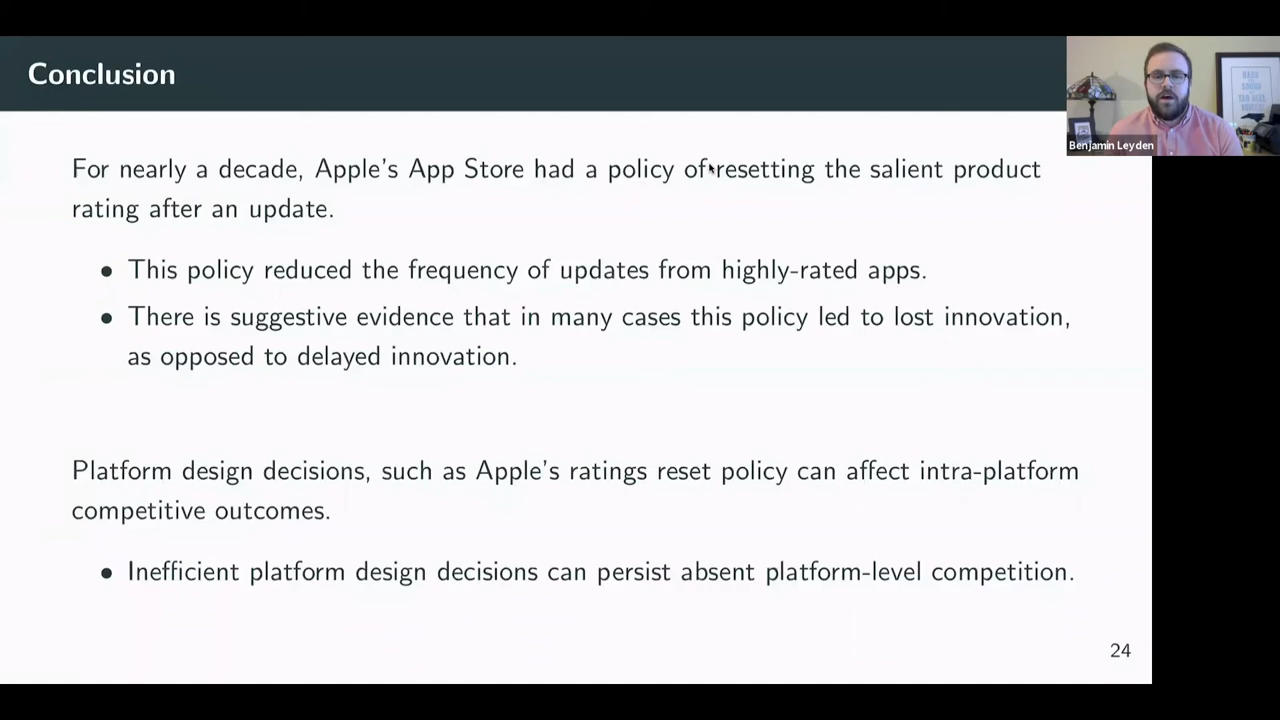 Conclusion
Benjamin Leyden
For nearly a decade, Apple's App Store had a policy of resetting the salient product
rating after an update.
• This policy reduced the frequency of updates from highly-rated apps.
• There is suggestive evidence that in many cases this policy led to lost innovation,
as opposed to delayed innovation.
Platform design decisions, such as Apple's ratings reset policy can affect intra-platform
competitive outcomes.
• Inefficient platform design decisions can persist absent platform-level competition.
24